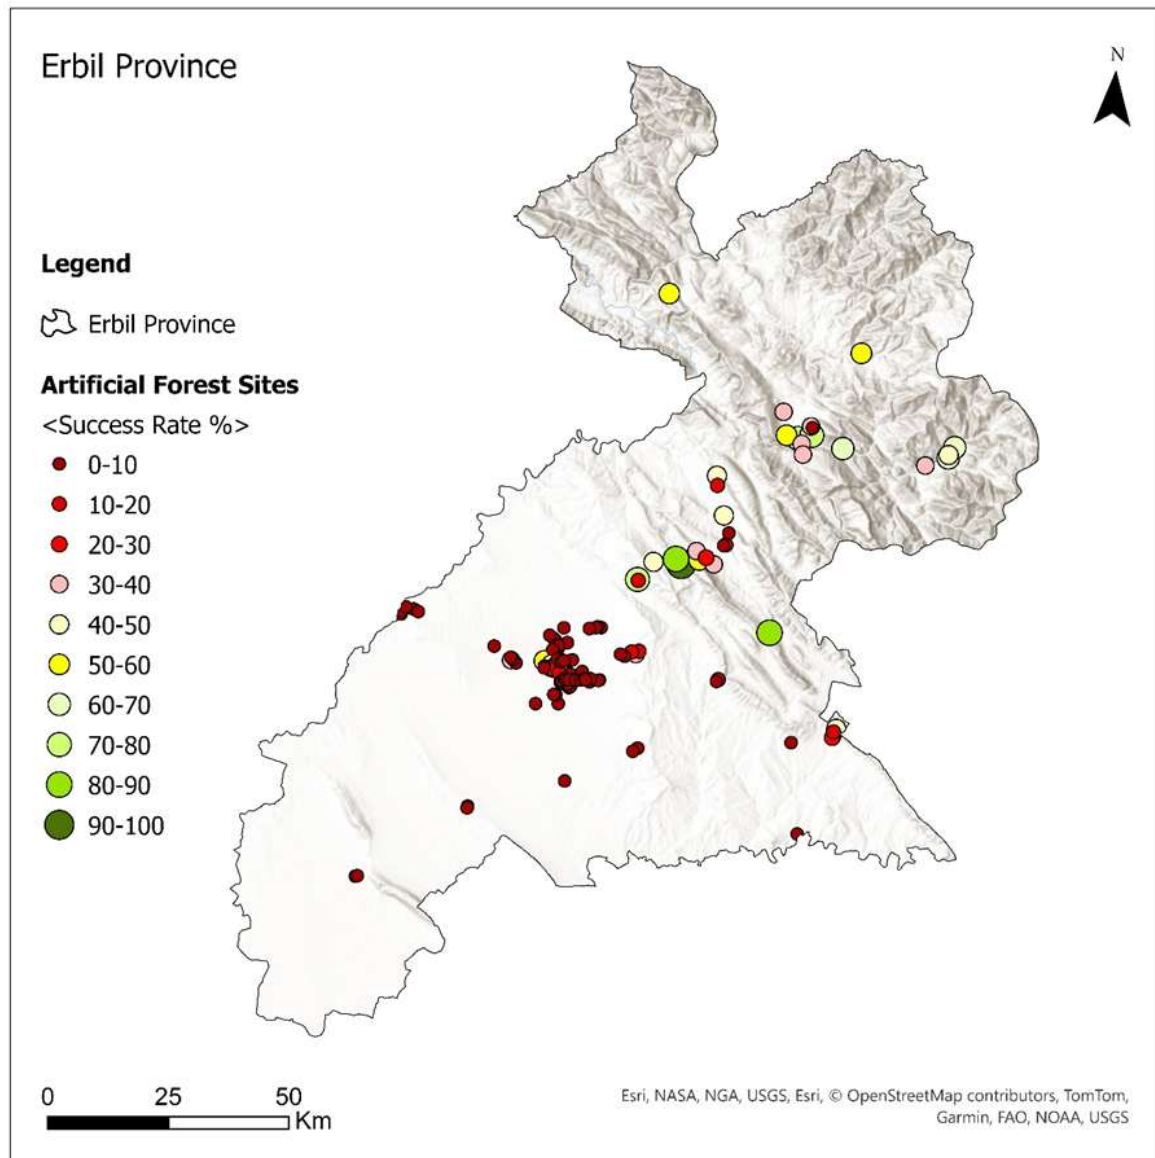 Erbil Province
N
Legend
Erbil Province
Artificial Forest Sites
<Success Rate %>
0-10
10-20
20-30
30-40
40-50
50-60
60-70
70-80
80-90
90-100
0 25 50
Km
Esri, NASA, NGA, USGS, Esri, © OpenStreetMap contributors, TomTom,
Garmin, FAO, NOAA, USGS